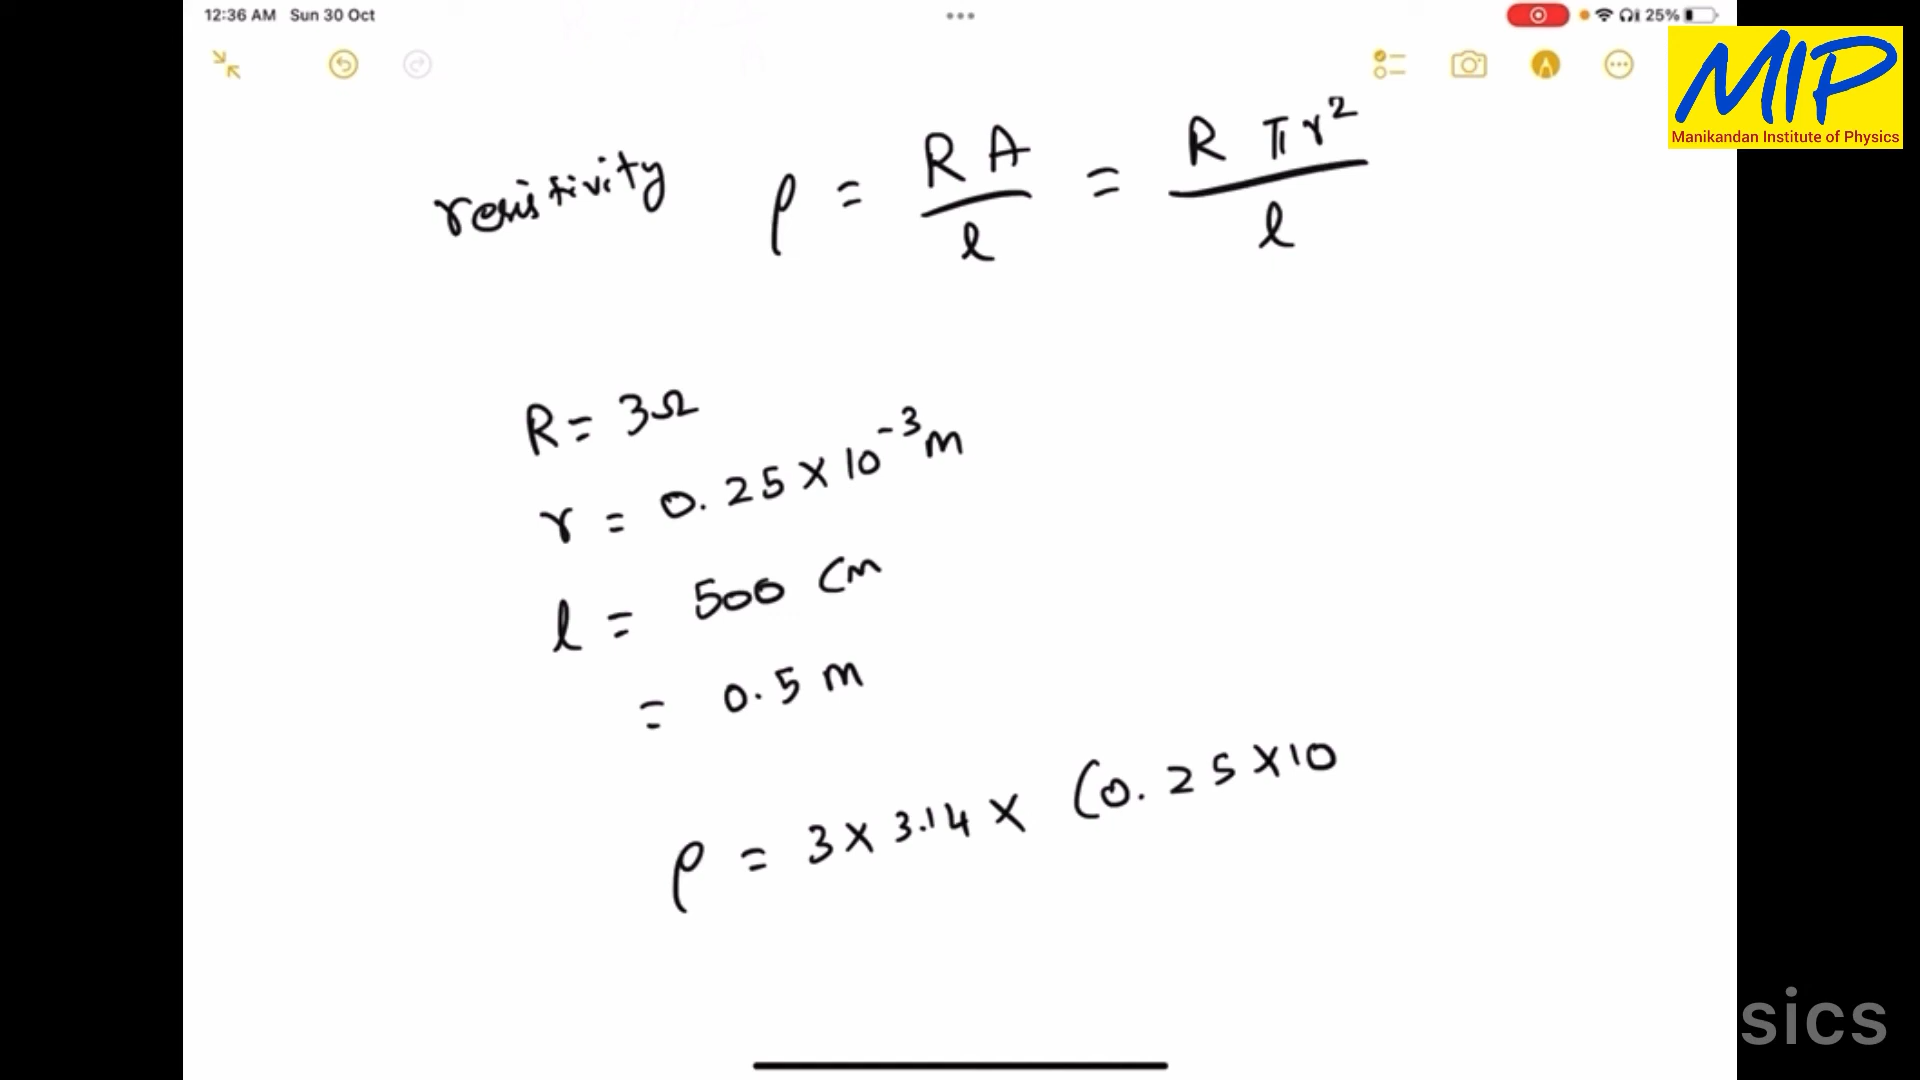 12:36 AM Sun 30 Oct
25%
MIP
Manikandan Institute of Physics
resistivity ρ = RA/l = Rπr²/l
R = 3Ω
r = 0.25 × 10⁻³ m
l = 500 cm
= 0.5 m
ρ = 3 × 3.14 × (0.25 × 10
sics